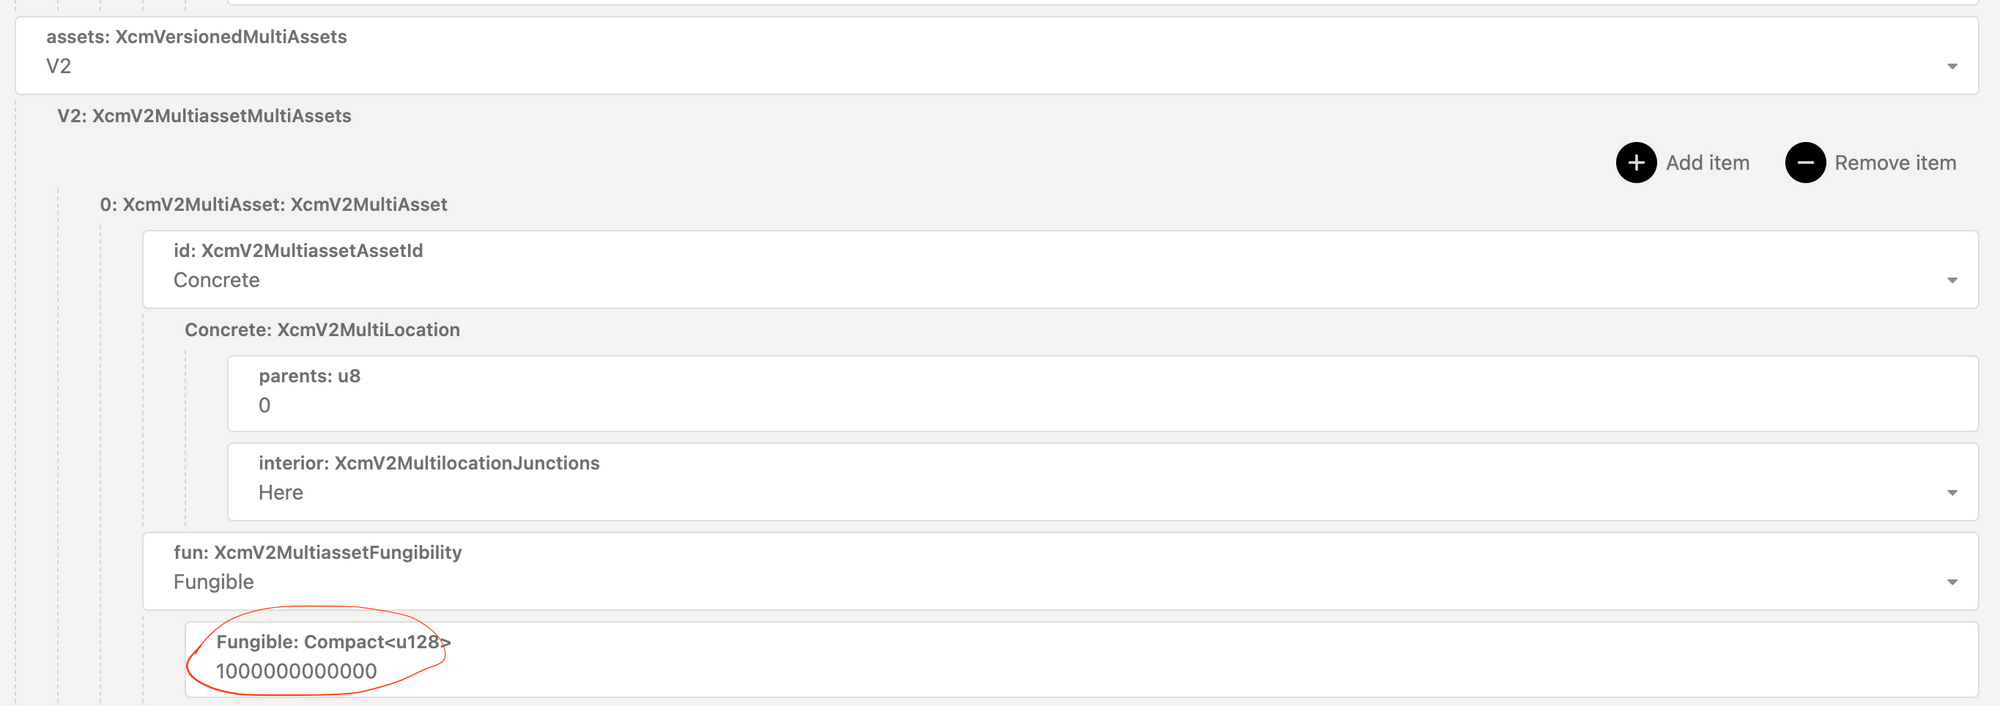 assets: XcmVersionedMultiAssets
V2
V2: XcmV2MultiassetMultiAssets
Add item Remove item
0: XcmV2MultiAsset: XcmV2MultiAsset
id: XcmV2MultiassetAssetId
Concrete
Concrete: XcmV2MultiLocation
parents: u8
0
interior: XcmV2MultilocationJunctions
Here
fun: XcmV2MultiassetFungibility
Fungible
Fungible: Compact<u128>
1000000000000